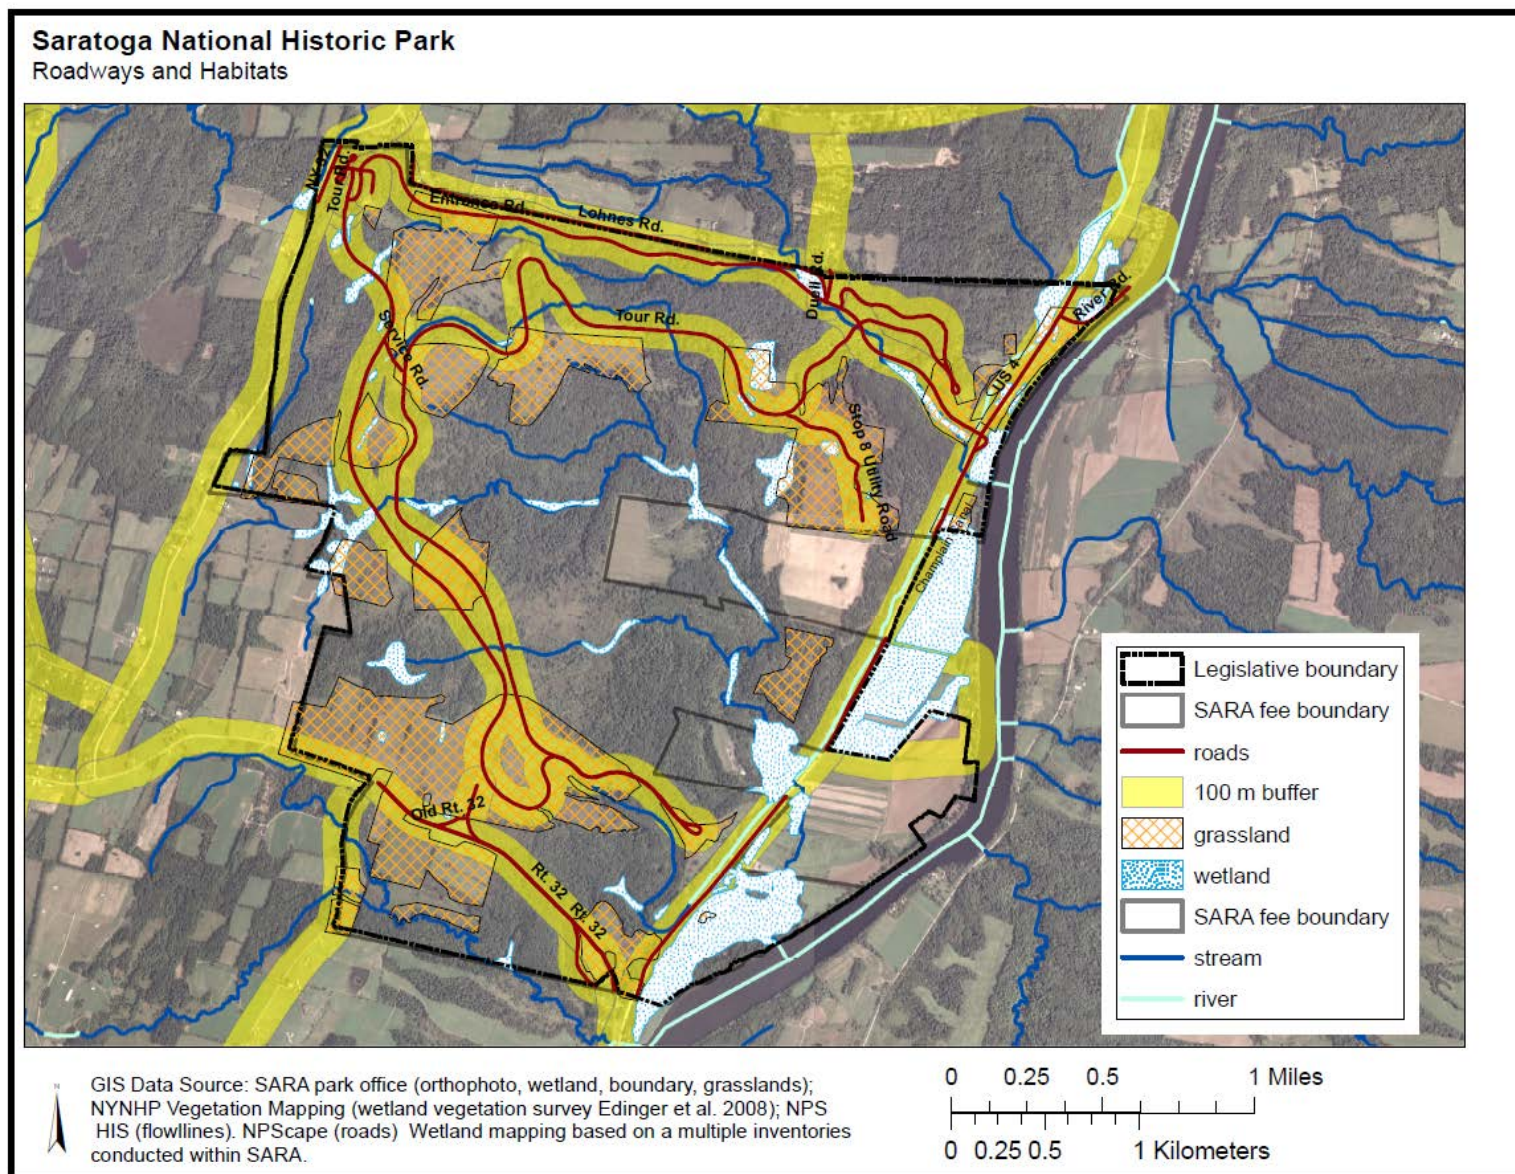 Saratoga National Historic Park
Roadways and Habitats
NY 32
Tour Rd.
Entrance Rd.
Lohnes Rd.
Duell Rd.
River Rd.
Tour Rd.
Service Rd.
US 4
Stop 8 Utility Road
Champlain Canal
Old Rt. 32
Rt. 32
Rt. 32
Legislative boundary
SARA fee boundary
roads
100 m buffer
grassland
wetland
SARA fee boundary
stream
river
N
GIS Data Source: SARA park office (orthophoto, wetland, boundary, grasslands);
NYNHP Vegetation Mapping (wetland vegetation survey Edinger et al. 2008); NPS
HIS (flowllines). NPScape (roads)  Wetland mapping based on a multiple inventories
conducted within SARA.
0 0.25 0.5 1 Miles
0 0.25 0.5 1 Kilometers